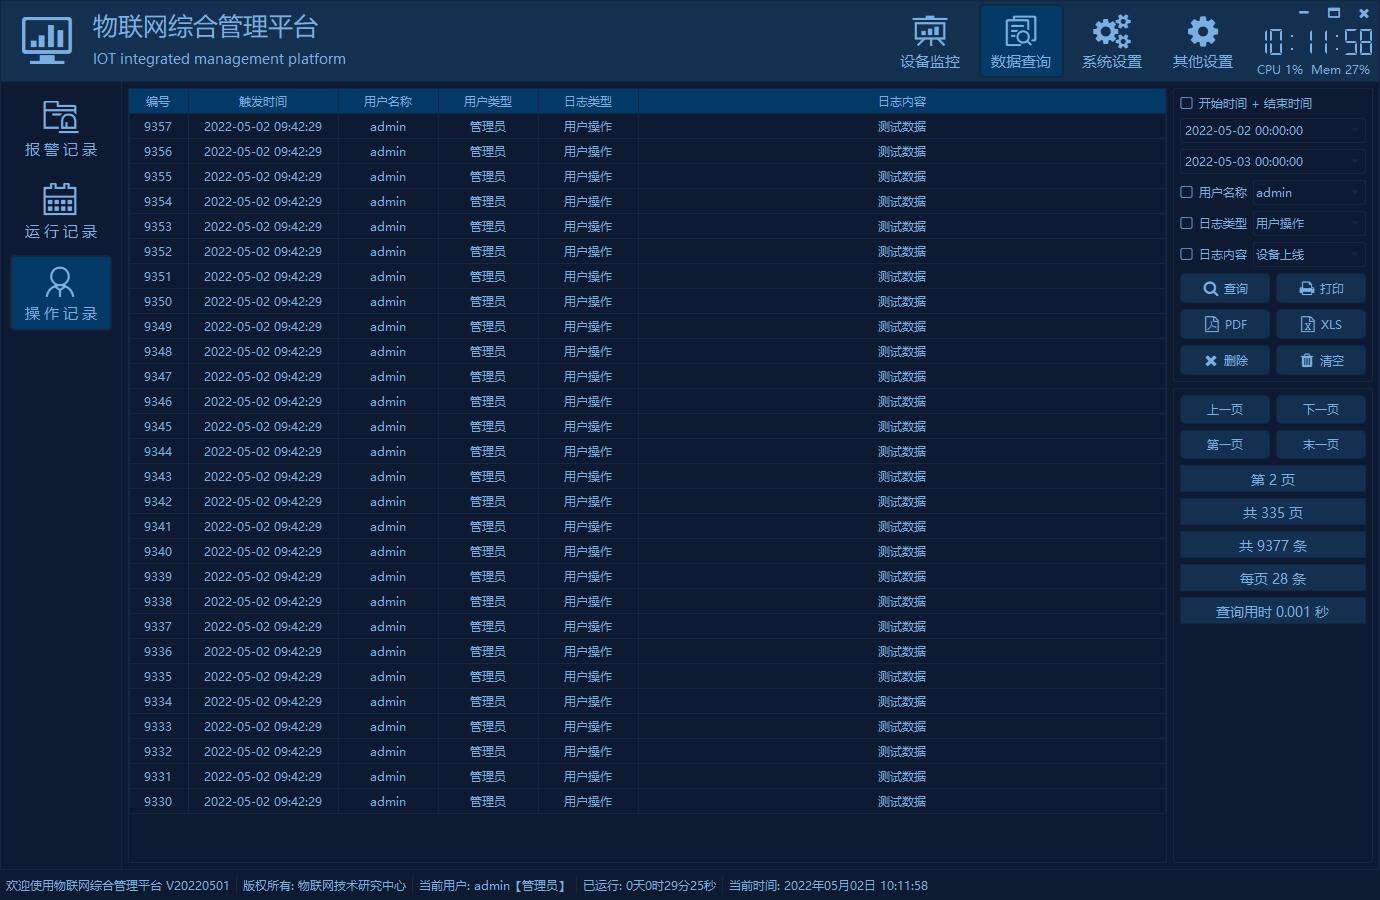 物联网综合管理平台
IOT integrated management platform
设备监控
数据查询
系统设置
其他设置
10:11:58
CPU 1% Mem 27%
报警记录
运行记录
操作记录
编号 触发时间 用户名称 用户类型 日志类型 日志内容
9357 2022-05-02 09:42:29 admin 管理员 用户操作 测试数据
9356 2022-05-02 09:42:29 admin 管理员 用户操作 测试数据
9355 2022-05-02 09:42:29 admin 管理员 用户操作 测试数据
9354 2022-05-02 09:42:29 admin 管理员 用户操作 测试数据
9353 2022-05-02 09:42:29 admin 管理员 用户操作 测试数据
9352 2022-05-02 09:42:29 admin 管理员 用户操作 测试数据
9351 2022-05-02 09:42:29 admin 管理员 用户操作 测试数据
9350 2022-05-02 09:42:29 admin 管理员 用户操作 测试数据
9349 2022-05-02 09:42:29 admin 管理员 用户操作 测试数据
9348 2022-05-02 09:42:29 admin 管理员 用户操作 测试数据
9347 2022-05-02 09:42:29 admin 管理员 用户操作 测试数据
9346 2022-05-02 09:42:29 admin 管理员 用户操作 测试数据
9345 2022-05-02 09:42:29 admin 管理员 用户操作 测试数据
9344 2022-05-02 09:42:29 admin 管理员 用户操作 测试数据
9343 2022-05-02 09:42:29 admin 管理员 用户操作 测试数据
9342 2022-05-02 09:42:29 admin 管理员 用户操作 测试数据
9341 2022-05-02 09:42:29 admin 管理员 用户操作 测试数据
9340 2022-05-02 09:42:29 admin 管理员 用户操作 测试数据
9339 2022-05-02 09:42:29 admin 管理员 用户操作 测试数据
9338 2022-05-02 09:42:29 admin 管理员 用户操作 测试数据
9337 2022-05-02 09:42:29 admin 管理员 用户操作 测试数据
9336 2022-05-02 09:42:29 admin 管理员 用户操作 测试数据
9335 2022-05-02 09:42:29 admin 管理员 用户操作 测试数据
9334 2022-05-02 09:42:29 admin 管理员 用户操作 测试数据
9333 2022-05-02 09:42:29 admin 管理员 用户操作 测试数据
9332 2022-05-02 09:42:29 admin 管理员 用户操作 测试数据
9331 2022-05-02 09:42:29 admin 管理员 用户操作 测试数据
9330 2022-05-02 09:42:29 admin 管理员 用户操作 测试数据
开始时间 + 结束时间
2022-05-02 00:00:00
2022-05-03 00:00:00
用户名称 admin
日志类型 用户操作
日志内容 设备上线
查询 打印
PDF XLS
删除 清空
上一页 下一页
第一页 末一页
第 2 页
共 335 页
共 9377 条
每页 28 条
查询用时 0.001 秒
欢迎使用物联网综合管理平台 V20220501 版权所有: 物联网技术研究中心 当前用户: admin【管理员】 已运行: 0天0时29分25秒 当前时间: 2022年05月02日 10:11:58